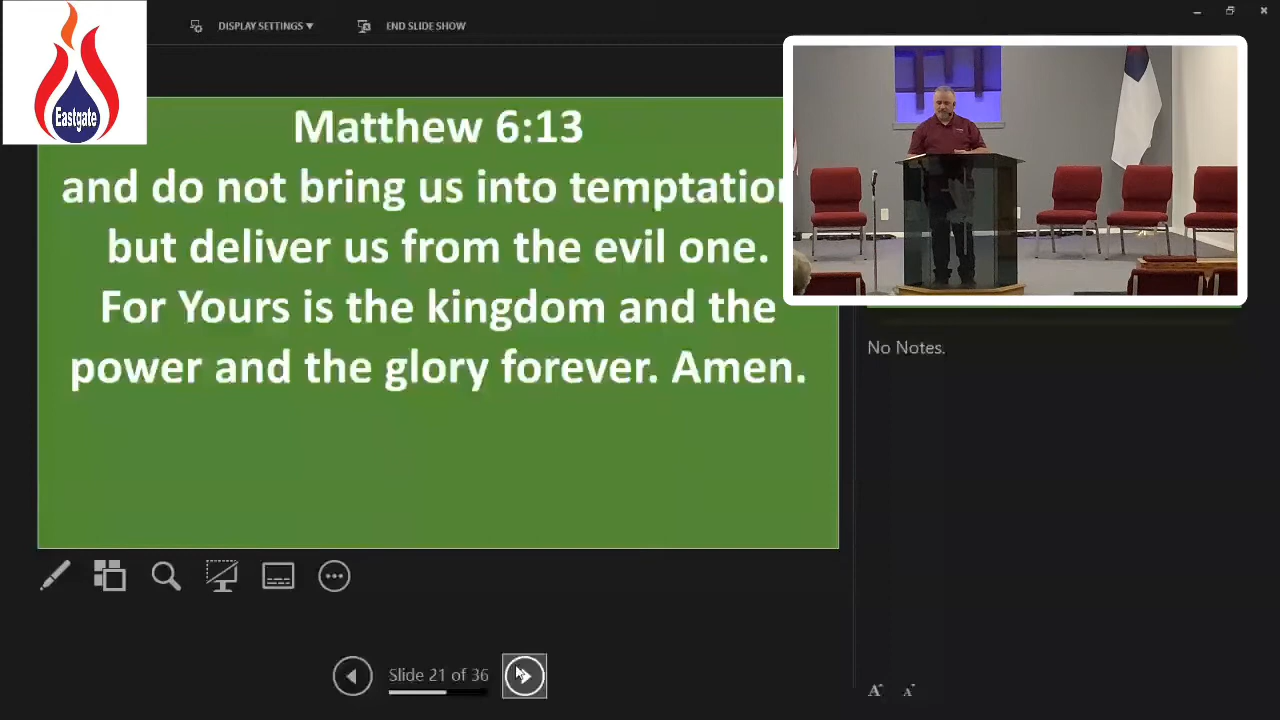 DISPLAY SETTINGS ▼ END SLIDE SHOW
Eastgate
Matthew 6:13
and do not bring us into temptation
but deliver us from the evil one.
For Yours is the kingdom and the
power and the glory forever. Amen.
No Notes.
Slide 21 of 36
A A